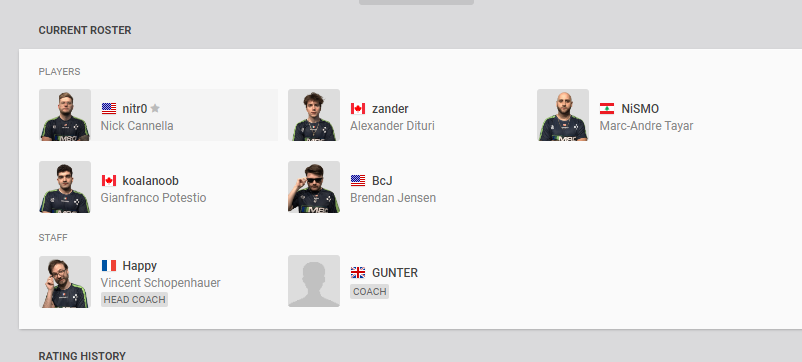 CURRENT ROSTER
PLAYERS
nitr0
Nick Cannella
zander
Alexander Dituri
NiSMO
Marc-Andre Tayar
koalanoob
Gianfranco Potestio
BcJ
Brendan Jensen
STAFF
Happy
Vincent Schopenhauer
HEAD COACH
GUNTER
COACH
RATING HISTORY